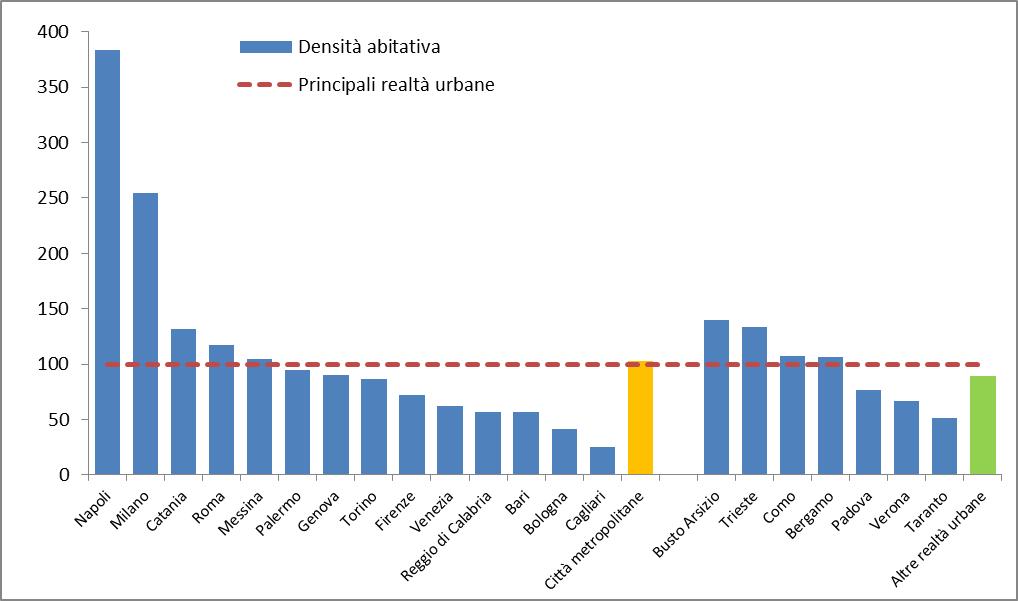 400
350
300
250
200
150
100
50
0
Densità abitativa
Principali realtà urbane
Napoli
Milano
Catania
Roma
Messina
Palermo
Genova
Torino
Firenze
Venezia
Reggio di Calabria
Bari
Bologna
Cagliari
Città metropolitane
Busto Arsizio
Trieste
Como
Bergamo
Padova
Verona
Taranto
Altre realtà urbane